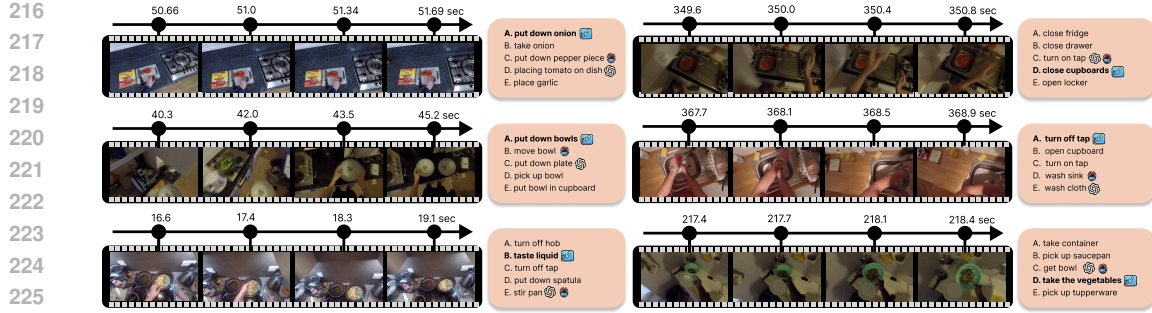 216
217
218
219
220
221
222
223
224
225
50.66 51.0 51.34 51.69 sec
A. put down onion
B. take onion
C. put down pepper piece
D. placing tomato on dish
E. place garlic
349.6 350.0 350.4 350.8 sec
A. close fridge
B. close drawer
C. turn on tap
D. close cupboards
E. open locker
40.3 42.0 43.5 45.2 sec
A. put down bowls
B. move bowl
C. put down plate
D. pick up bowl
E. put bowl in cupboard
367.7 368.1 368.5 368.9 sec
A. turn off tap
B. open cupboard
C. turn on tap
D. wash sink
E. wash cloth
16.6 17.4 18.3 19.1 sec
A. turn off hob
B. taste liquid
C. turn off tap
D. put down spatula
E. stir pan
217.4 217.7 218.1 218.4 sec
A. take container
B. pick up saucepan
C. get bowl
D. take the vegetables
E. pick up tupperware